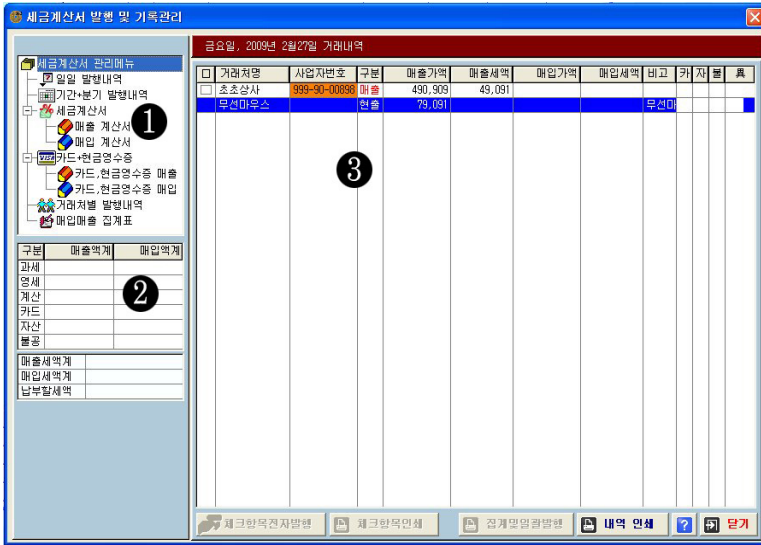 세금계산서 발행 및 기록관리
금요일, 2009년 2월27일 거래내역
세금계산서 관리메뉴
일일 발행내역
기간+분기 발행내역
세금계산서
매출 계산서
매입 계산서
카드+현금영수증
카드,현금영수증 매출
카드,현금영수증 매입
거래처별 발행내역
매입매출 집계표
1
구분 매출액계 매입액계
과세
영세
계산
카드
자산
불공
2
매출세액계
매입세액계
납부할세액
거래처명 사업자번호 구분 매출가액 매출세액 매입가액 매입세액 비고 카 자 불 뾰
초초상사 999-90-00898 매출 490,909 49,091
무선마우스 현출 79,091 무선마
3
체크항목전자발행 체크항목인쇄 집계및일괄발행 내역 인쇄 ? 닫기